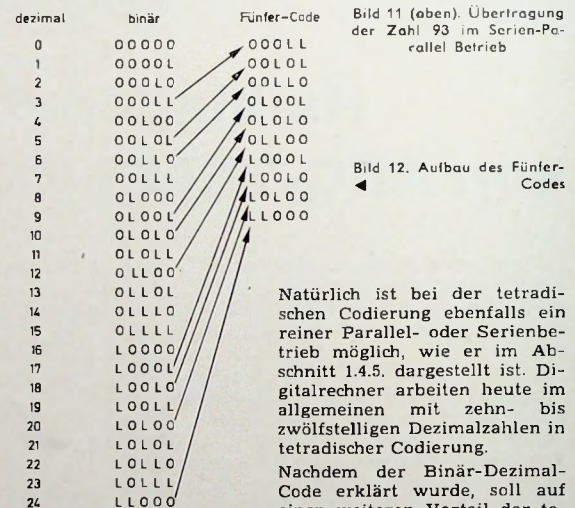 dezimal binär Fünfer-Code
0 OOOOO OOOLL
1 OOOOL OOLOL
2 OOOLO OOLLO
3 OOOLL OLOOL
4 OOLOO OLOLO
5 OOLOL OLLOO
6 OOLLO LOOOL
7 OOLLL LOOLO
8 OLOOO LOLOO
9 OLOOL LLOOO
10 OLOLO
11 OLOLL
12 OLLOO
13 OLLOL
14 OLLLO
15 OLLLL
16 LOOOO
17 LOOOL
18 LOOLO
19 LOOLL
20 LOLOO
21 LOLOL
22 LOLLO
23 LOLLL
24 LLOOO
Bild 11 (oben). Übertragung
der Zahl 93 im Serien-Pa-
rallel Betrieb
Bild 12. Aufbau des Fünfer-
Codes
Natürlich ist bei der tetradi-
schen Codierung ebenfalls ein
reiner Parallel- oder Serienbe-
trieb möglich, wie er im Ab-
schnitt 1.4.5. dargestellt ist. Di-
gitalrechner arbeiten heute im
allgemeinen mit zehn- bis
zwölfstelligen Dezimalzahlen in
tetradischer Codierung.
Nachdem der Binär-Dezimal-
Code erklärt wurde, soll auf
einen weiteren Vorteil der te-